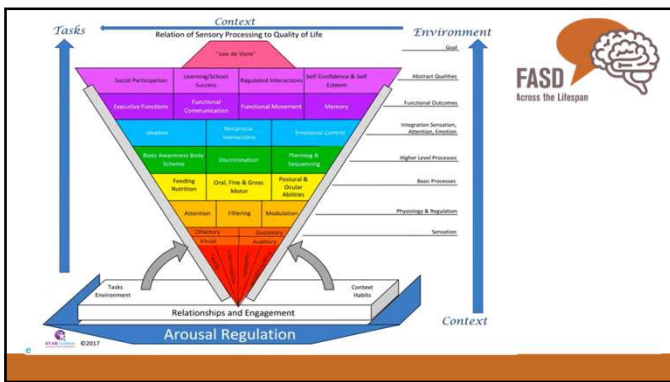 Context
Tasks
Environment
Relation of Sensory Processing to Quality of Life
Goal
"Joie de Vivre"
Social Participation
Learning/School
Success
Regulated Interactions
Self Confidence & Self
Esteem
Abstract Qualities
Executive Functions
Functional
Communication
Functional Movement
Memory
Functional Outcomes
Ideation
Reciprocal
Interactions
Emotional Control
Integration Sensation,
Attention, Emotion
Body Awareness Body
Scheme
Discrimination
Planning &
Sequencing
Higher Level Processes
Feeding
Nutrition
Oral, Fine & Gross
Motor
Postural &
Ocular
Abilities
Basic Processes
Attention
Filtering
Modulation
Physiology & Regulation
Olfactory
Gustatory
Sensation
Visual
Auditory
Tasks
Environment
Context
Habits
Relationships and Engagement
Arousal Regulation
Context
©2017
e
FASD
Across the Lifespan